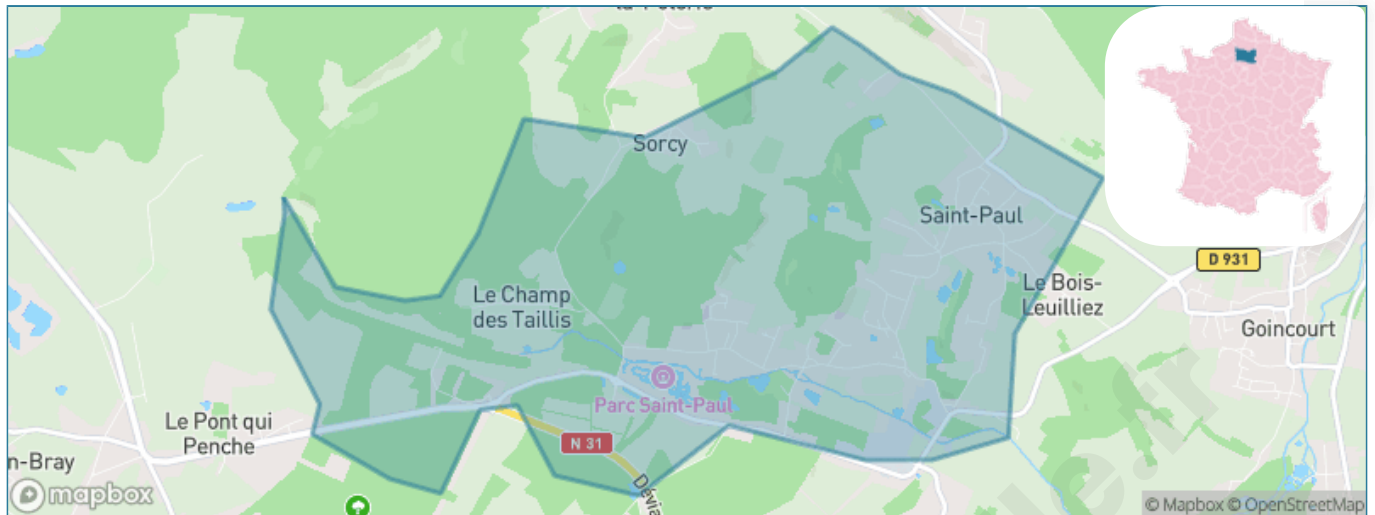 Sorcy
Saint-Paul
D 931
Le Bois-
Leuilliez
Le Champ
des Taillis
Goincourt
Parc Saint-Paul
Le Pont qui
Penche
N 31
n-Bray
Dévia
mapbox
© Mapbox © OpenStreetMap